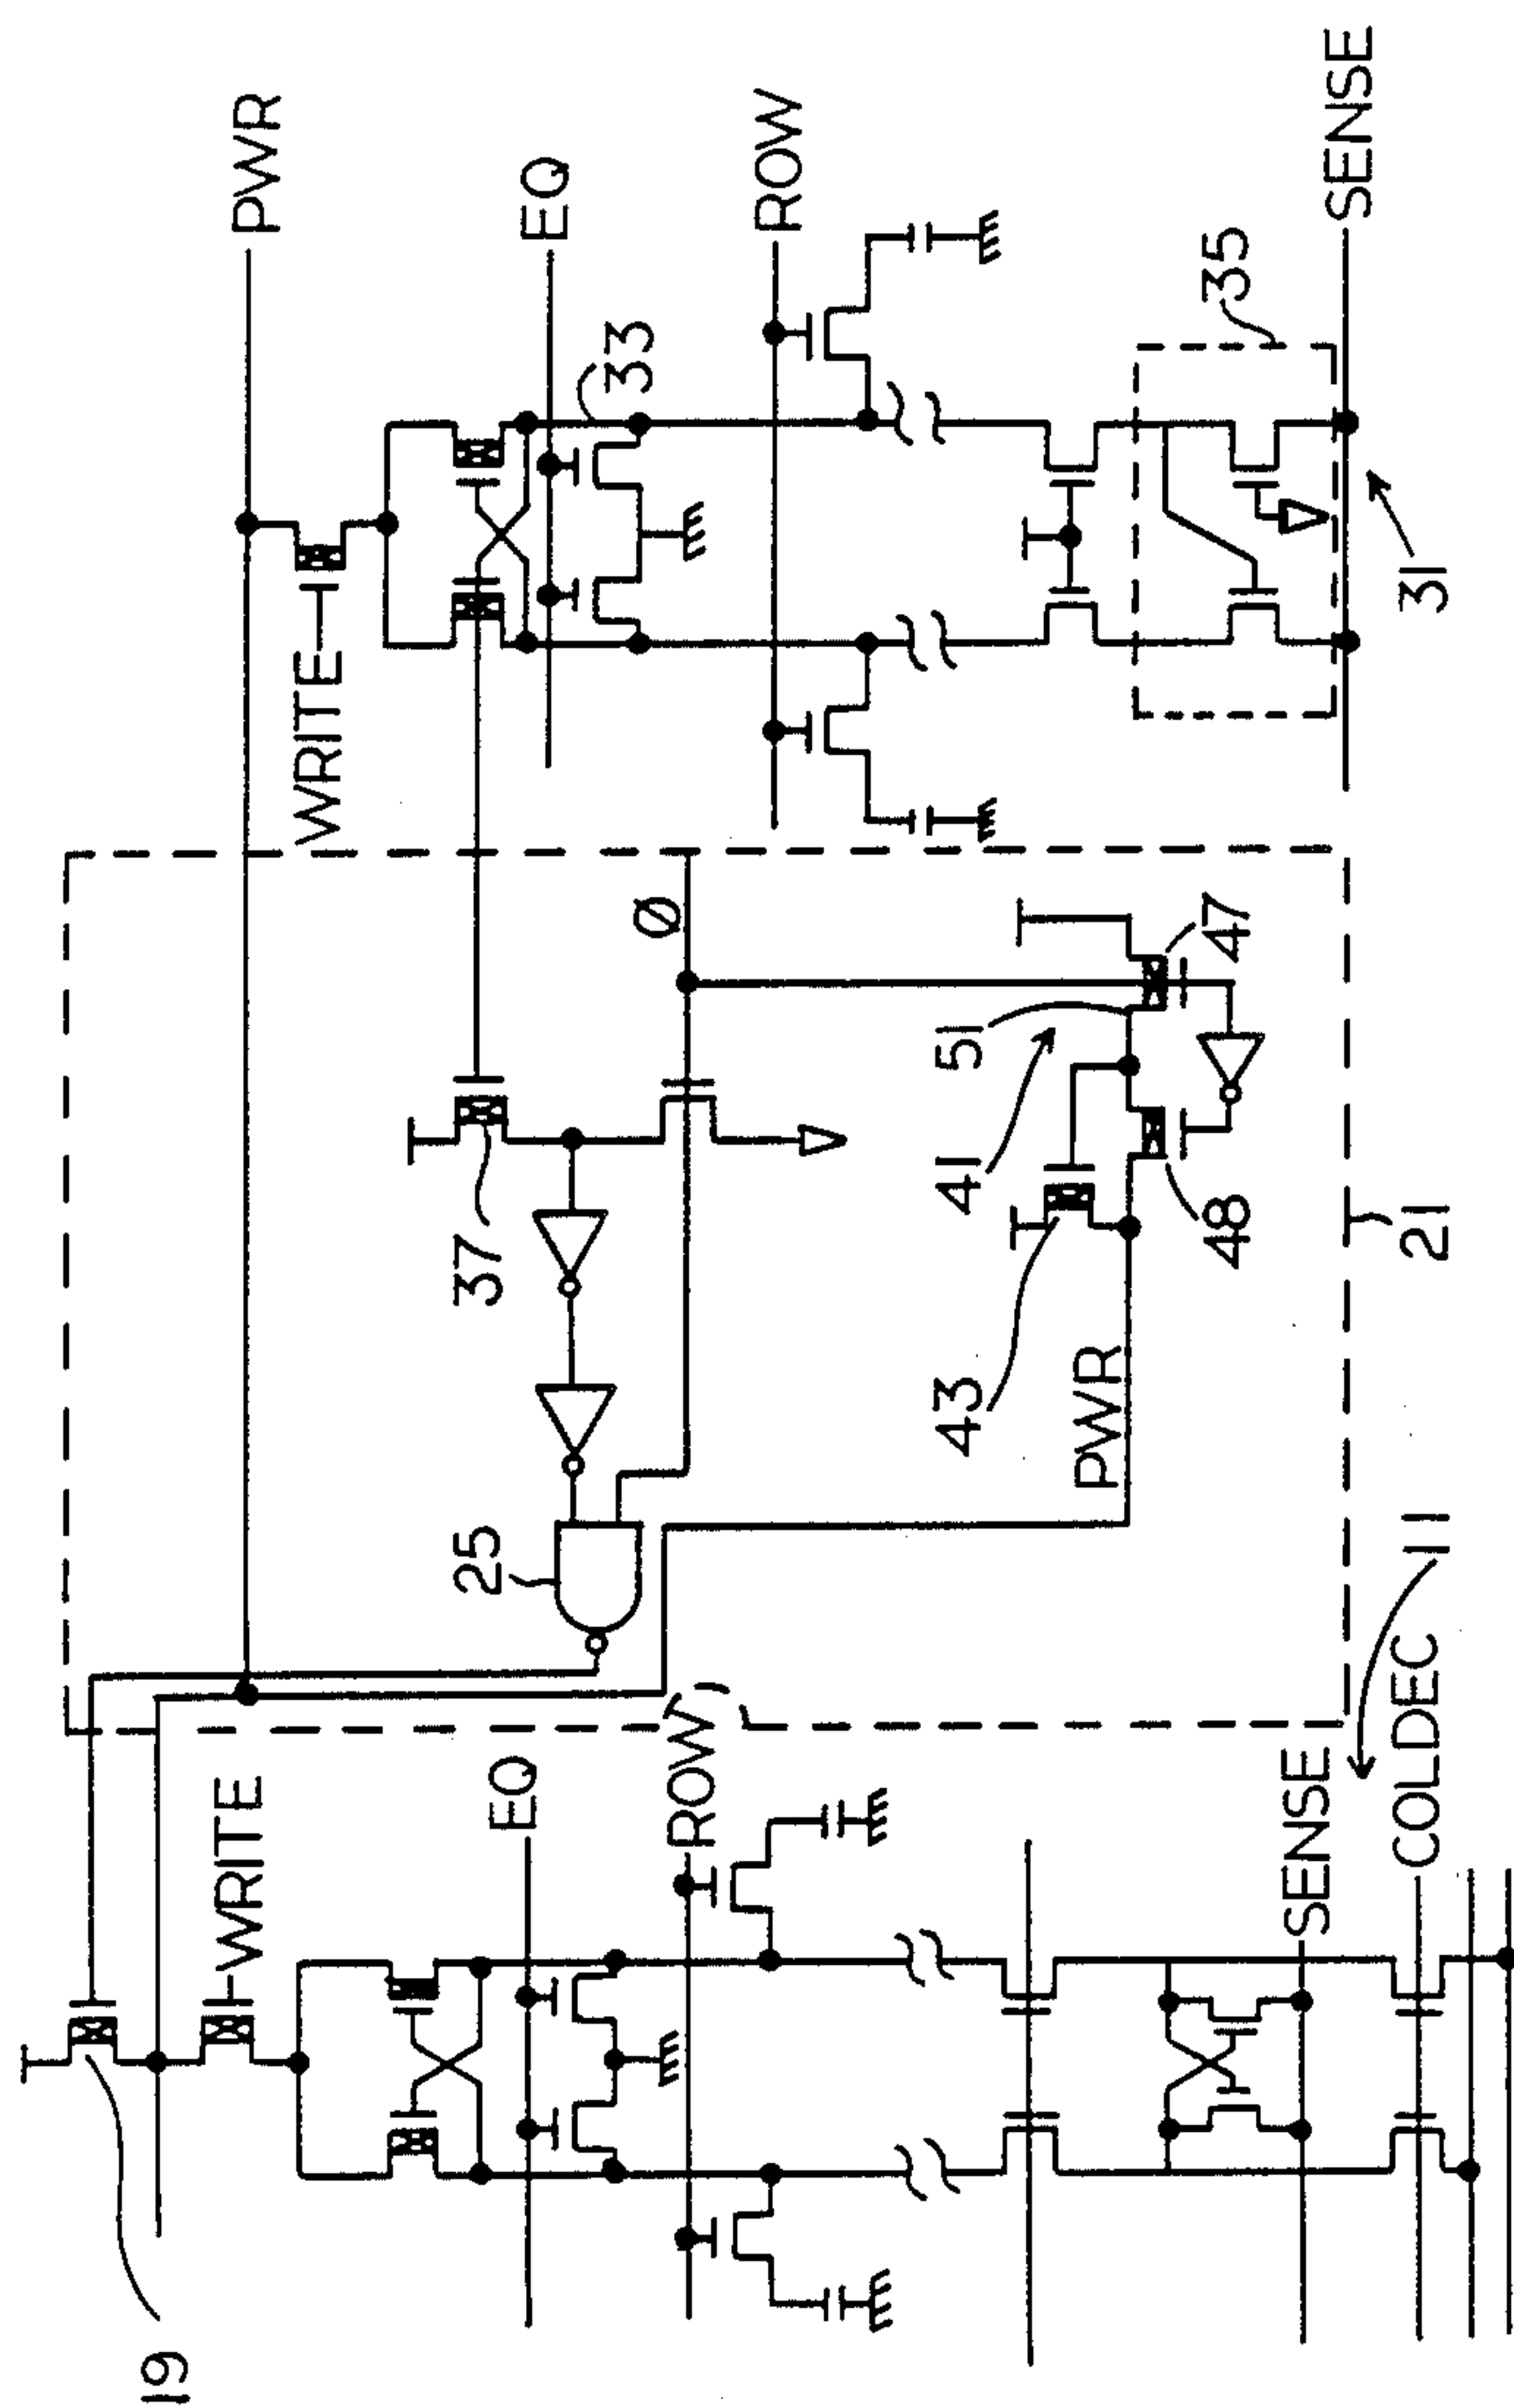 PWR
WRITE
EQ
ROW
33
35
SENSE
31
Ø
37
51
47
41
48
43
PWR
25
21
11
19
WRITE
EQ
ROW
SENSE
COLDEC